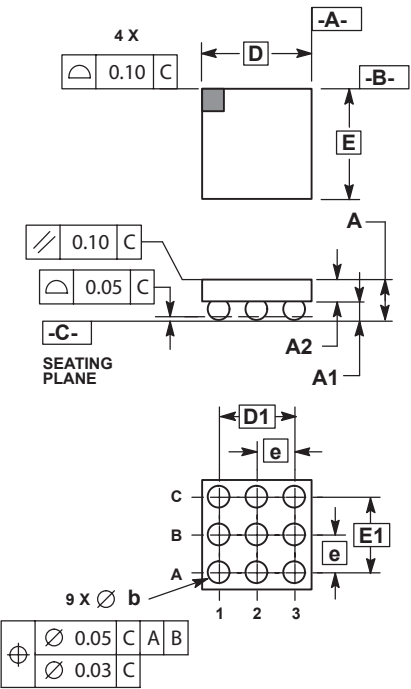 -A-
4 X
D
⌓ 0.10 C
-B-
E
A
⫽ 0.10 C
⌓ 0.05 C
-C-
SEATING
PLANE
A2
A1
D1
e
C
B
A
E1
e
9 X ∅ b
1 2 3
⌖ ∅ 0.05 C A B
∅ 0.03 C